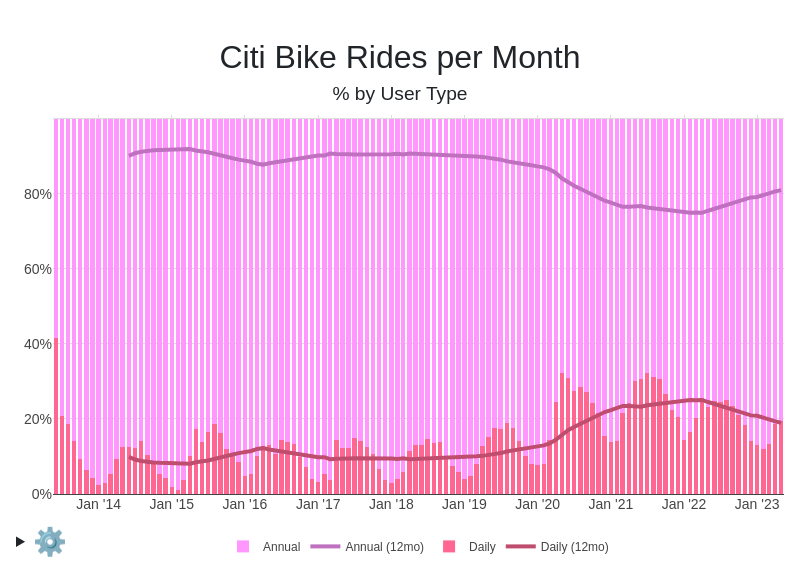 Citi Bike Rides per Month
% by User Type
80%
60%
40%
20%
0%
Jan '14 Jan '15 Jan '16 Jan '17 Jan '18 Jan '19 Jan '20 Jan '21 Jan '22 Jan '23
Annual Annual (12mo) Daily Daily (12mo)